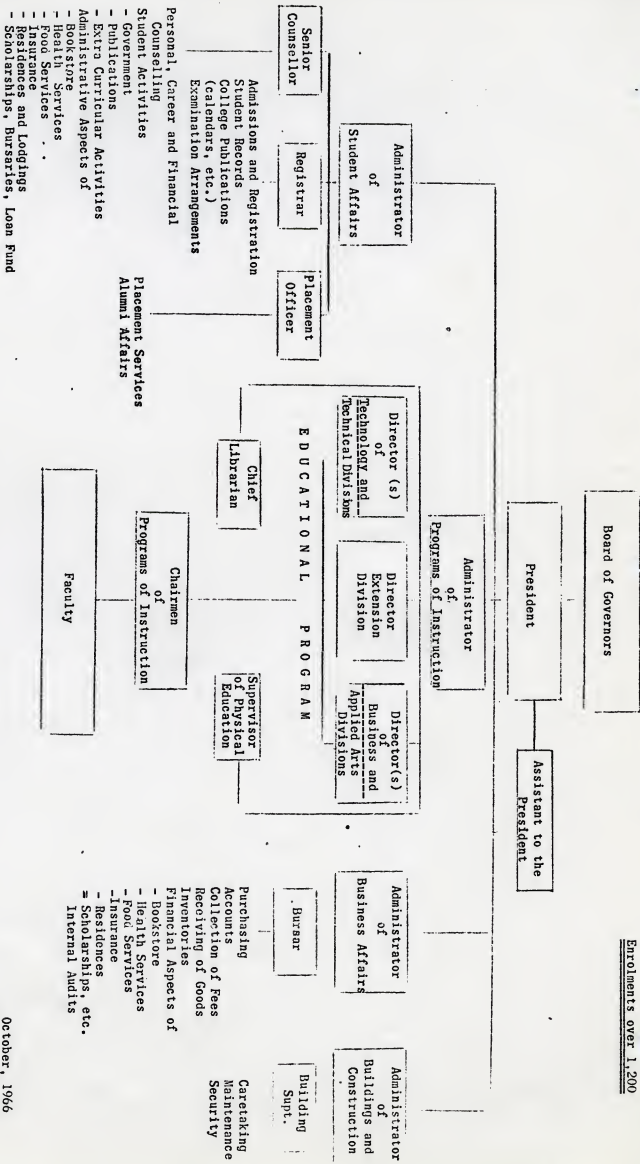 Enrolments over 1,200
Board of Governors
President
Assistant to the
President
Administrator
of
Student Affairs
Administrator
of
Programs of Instruction
Administrator
of
Business Affairs
Administrator
of
Buildings and
Construction
Senior
Counsellor
Registrar
Placement
Officer
Director (s)
of
Technology and
Technical Divisions
Director
Extension
Division
Director(s)
of
Business and
Applied Arts
Divisions
Bursar
Building
Supt.
EDUCATIONAL PROGRAM
Chief
Librarian
Supervisor
of Physical
Education
Chairmen
of
Programs of Instruction
Faculty
Admissions and Registration
Student Records
College Publications
(calendars, etc.)
Examination Arrangements
Personal, Career and Financial
Counselling
Student Activities
- Government
- Publications
- Extra Curricular Activities
Administrative Aspects of
- Bookstore
- Health Services
- Food Services
- Insurance
- Residences and Lodgings
- Scholarships, Bursaries, Loan Fund
Placement Services
Alumni Affairs
Purchasing
Accounts
Collection of Fees
Receiving of Goods
Inventories
Financial Aspects of
- Bookstore
- Health Services
- Food Services
-Insurance
- Residences
= Scholarships, etc.
Internal Audits
Caretaking
Maintenance
Security
October, 1966